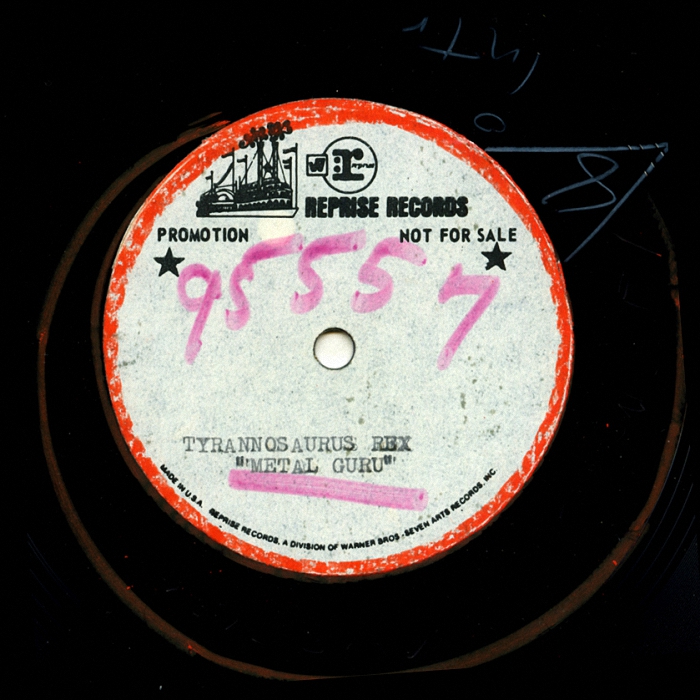 W r reprise
REPRISE RECORDS
PROMOTION NOT FOR SALE
95557
TYRANNOSAURUS REX
"METAL GURU"
MADE IN U.S.A. REPRISE RECORDS, A DIVISION OF WARNER BROS.-SEVEN ARTS RECORDS, INC